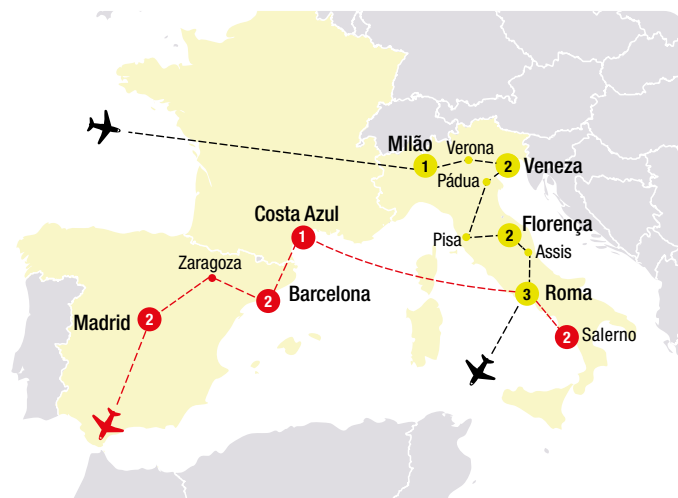 Milão
1
Verona
2
Veneza
Pádua
Costa Azul
1
Florença
2
Pisa
Assis
Zaragoza
2
Barcelona
3
Roma
Madrid
2
2
Salerno